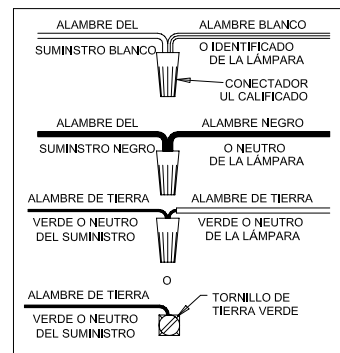 ALAMBRE DEL ALAMBRE BLANCO
SUMINSTRO BLANCO O IDENTIFICADO
DE LA LÁMPARA
CONECTADOR
UL CALIFICADO
ALAMBRE DEL ALAMBRE NEGRO
SUMINSTRO NEGRO O NEUTRO
DE LA LÁMPARA
ALAMBRE DE TIERRA ALAMBRE DE TIERRA
VERDE O NEUTRO VERDE O NEUTRO
DEL SUMINISTRO DE LA LÁMPARA
O
ALAMBRE DE TIERRA TORNILLO DE
TIERRA VERDE
VERDE O NEUTRO
DEL SUMINISTRO